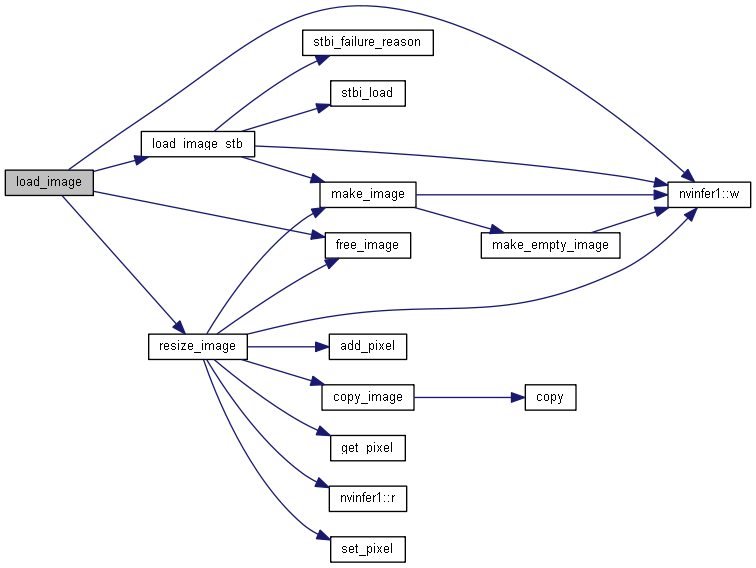 stbi_failure_reason
stbi_load
load_image_stb
load_image
make_image
nvinfer1::w
free_image
make_empty_image
resize_image
add_pixel
copy_image
copy
get_pixel
nvinfer1::r
set_pixel